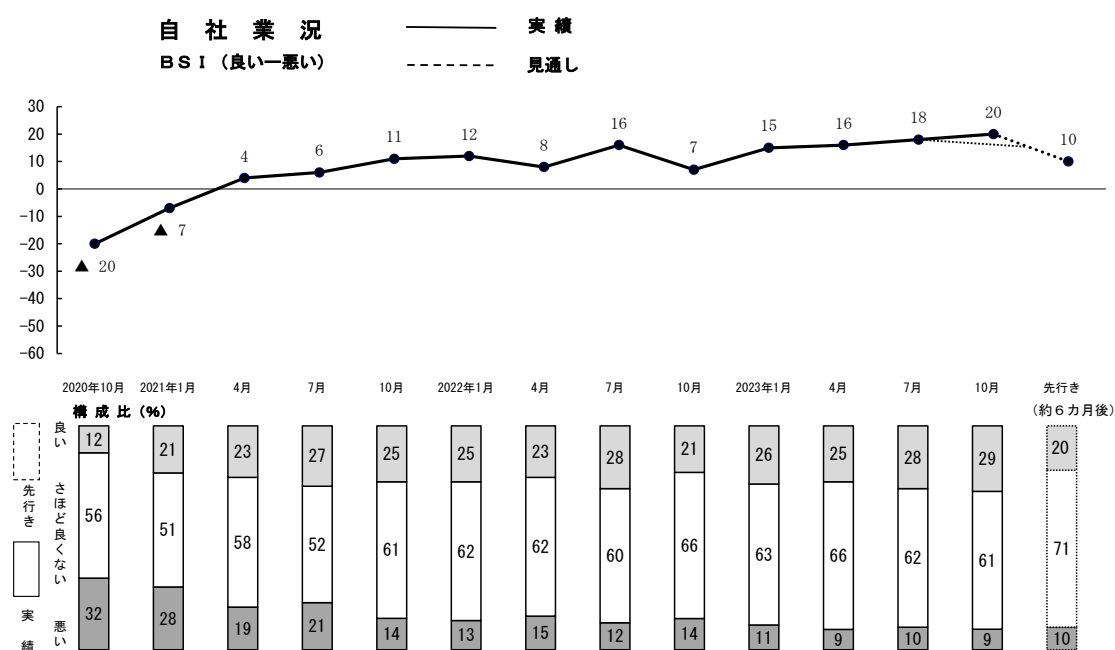 自社業況
実績
BSI(良い―悪い)
見通し
30
20
10
0
-10
-20
-30
-40
-50
-60
▲ 20
▲ 7
4
6
11
12
8
16
7
15
16
18
20
10
2020年10月 2021年1月 4月 7月 10月 2022年1月 4月 7月 10月 2023年1月 4月 7月 10月 先行き
(約6カ月後)
構成比(%)
先行き
実績
良い
さほど良くない
悪い
12 21 23 27 25 25 23 28 21 26 25 28 29 20
56 51 58 52 61 62 62 60 66 63 66 62 61 71
32 28 19 21 14 13 15 12 14 11 9 10 9 10